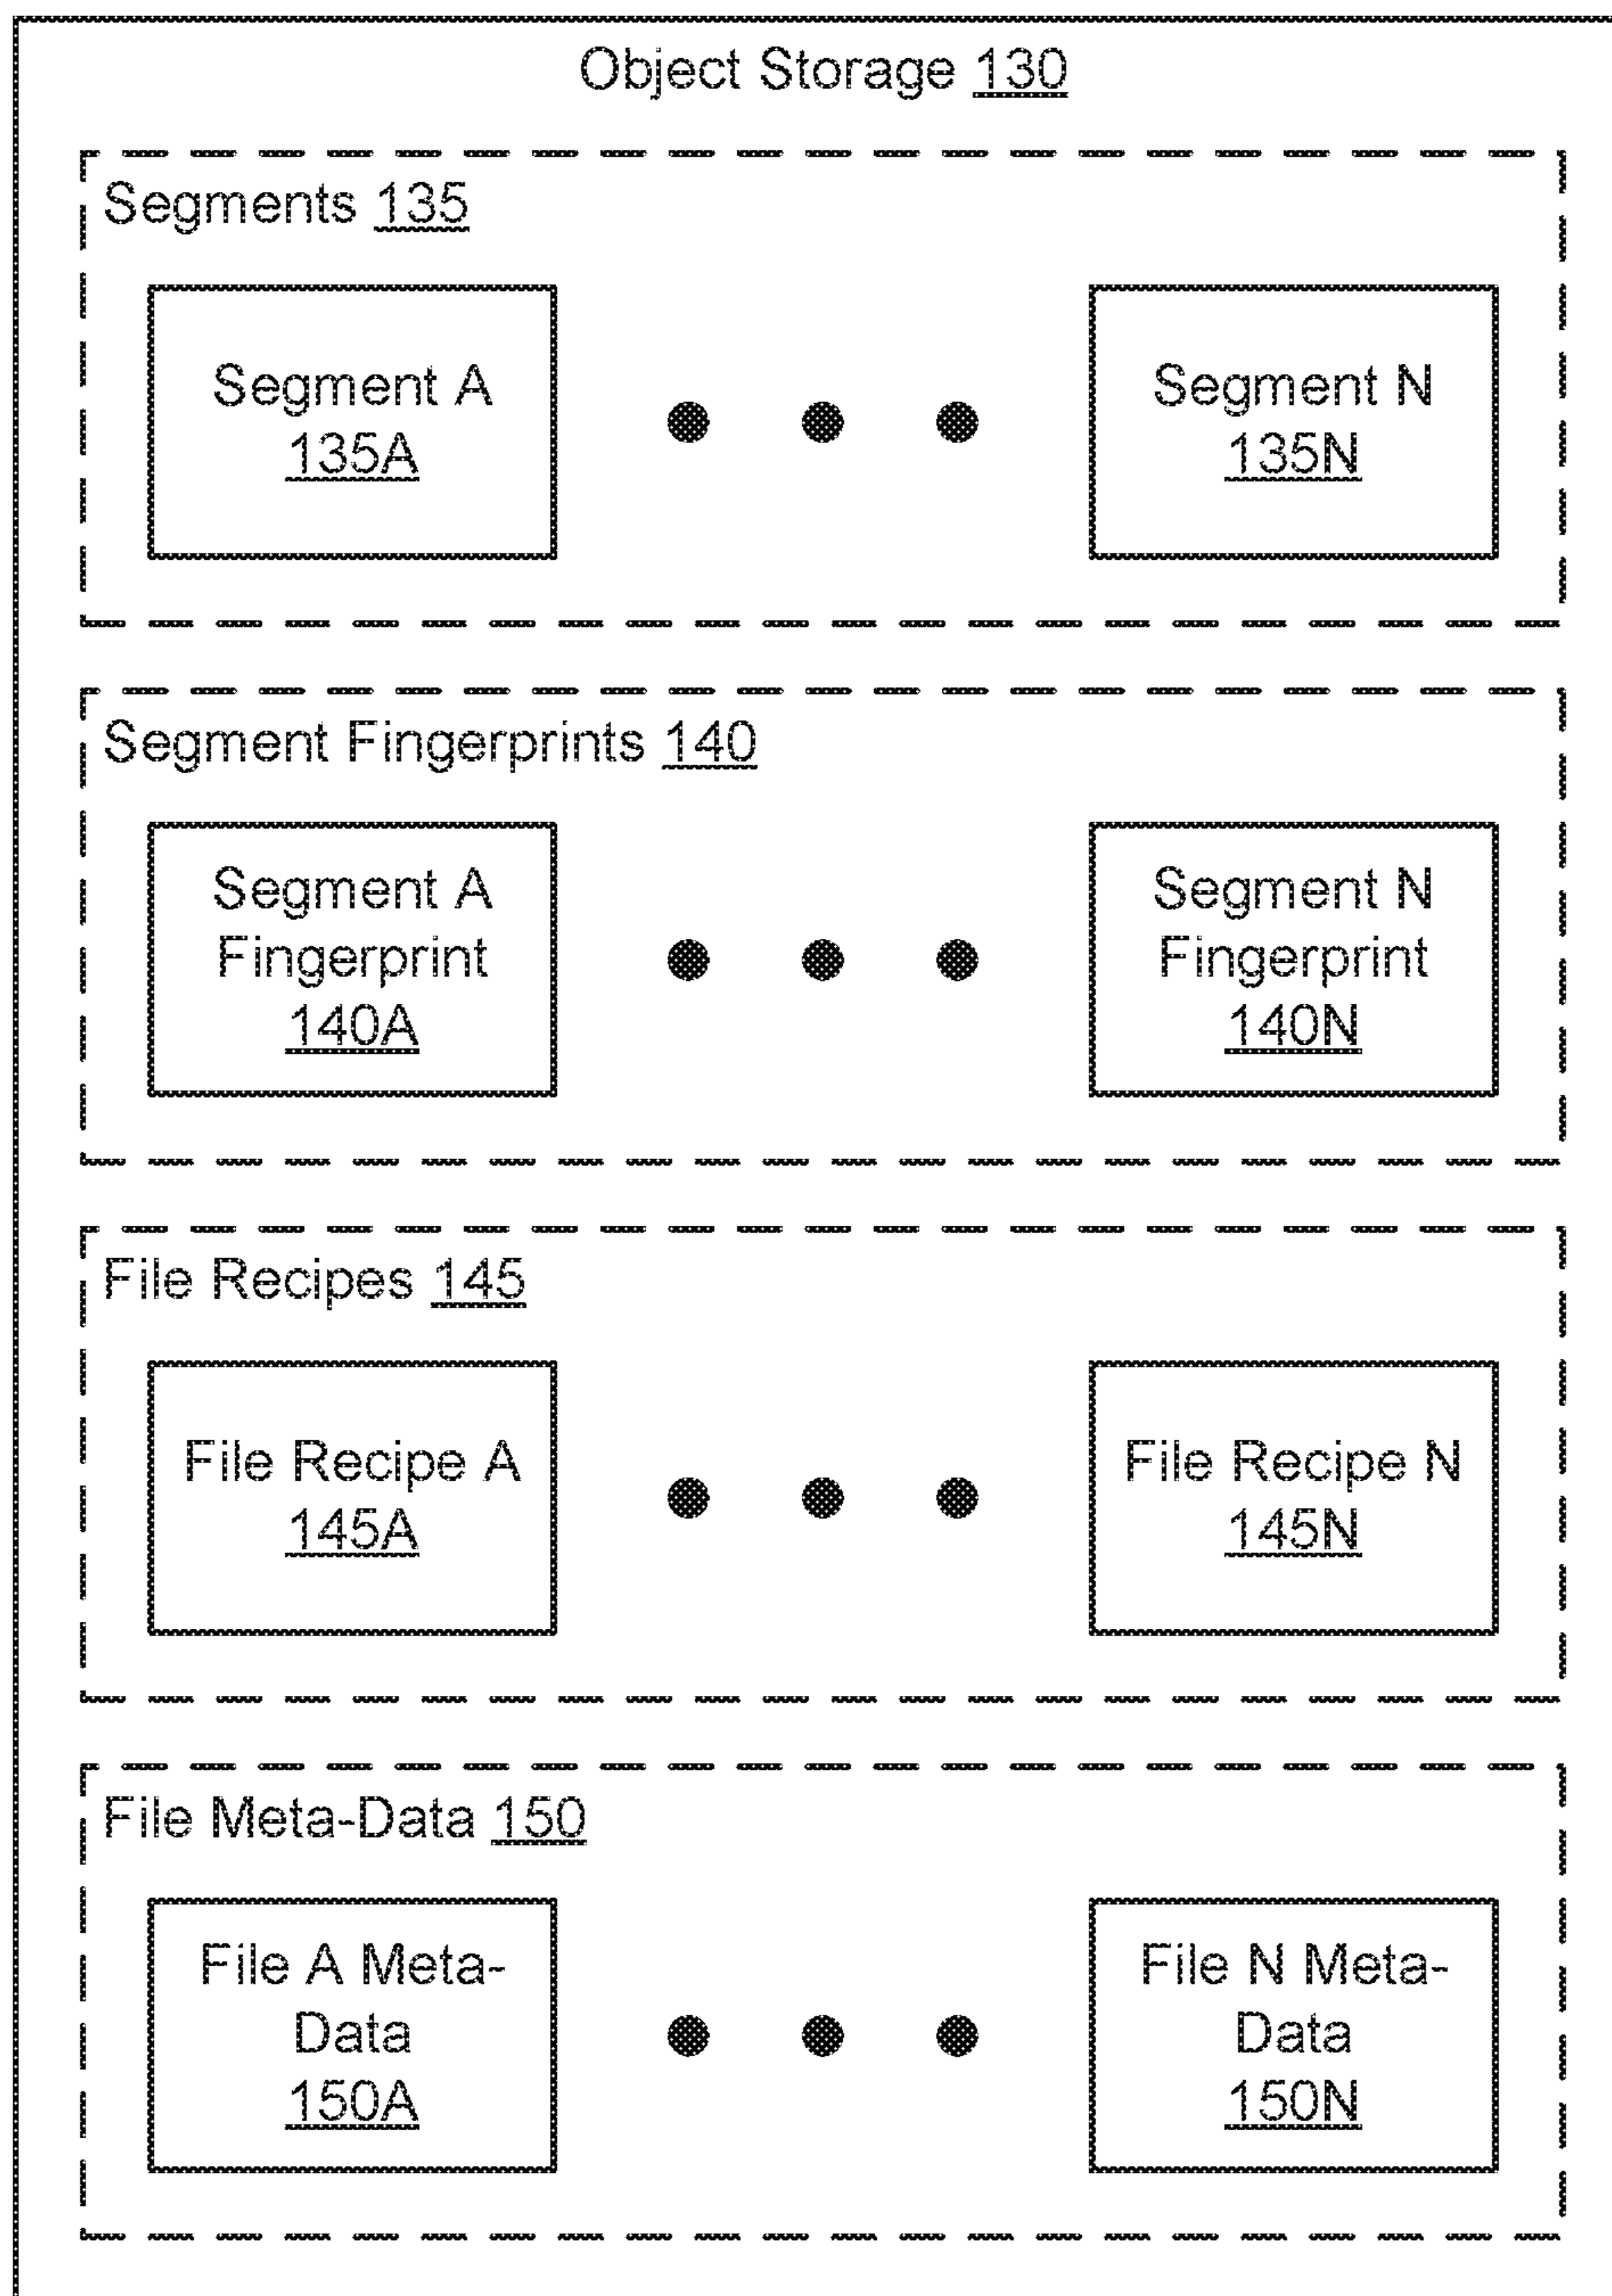 Object Storage 130
Segments 135
Segment A
135A
Segment N
135N
Segment Fingerprints 140
Segment A
Fingerprint
140A
Segment N
Fingerprint
140N
File Recipes 145
File Recipe A
145A
File Recipe N
145N
File Meta-Data 150
File A Meta-
Data
150A
File N Meta-
Data
150N